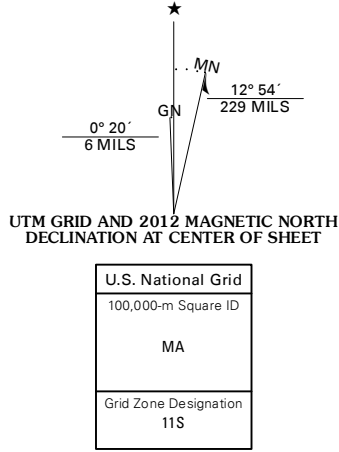 ★
MN
12° 54´
229 MILS
GN
0° 20´
6 MILS
UTM GRID AND 2012 MAGNETIC NORTH
DECLINATION AT CENTER OF SHEET
U.S. National Grid
100,000-m Square ID
MA
Grid Zone Designation
11S